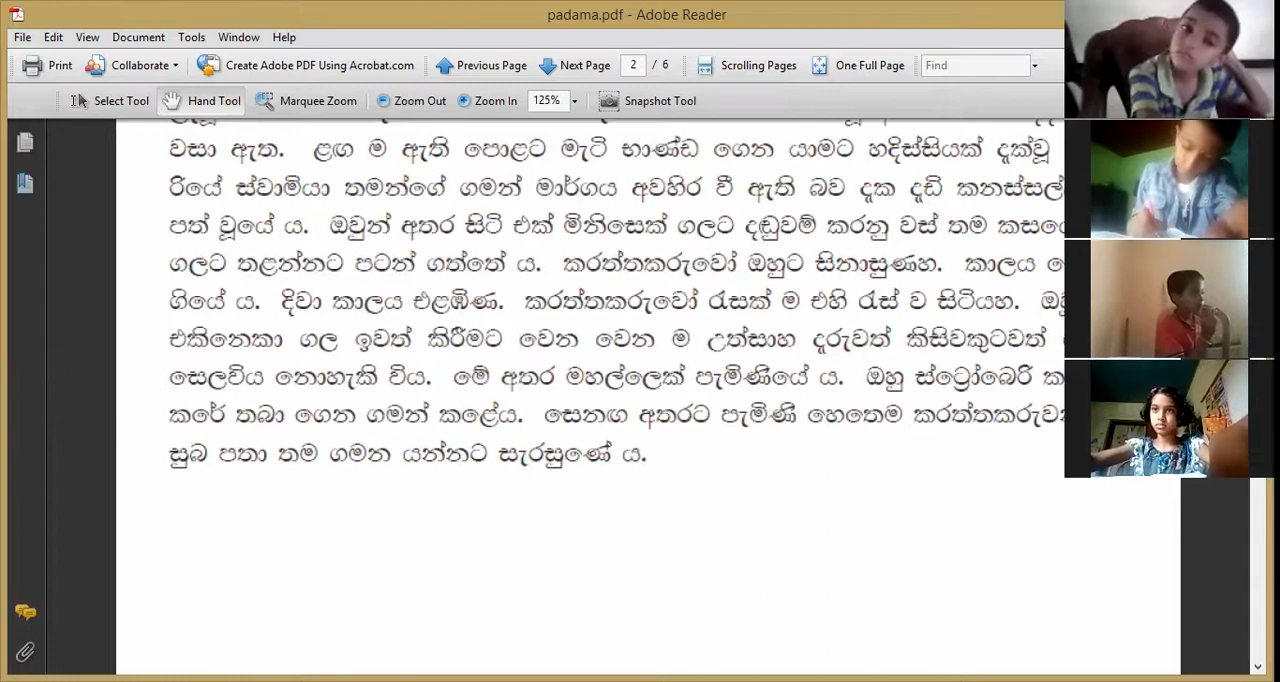 padama.pdf - Adobe Reader
File Edit View Document Tools Window Help
Print Collaborate Create Adobe PDF Using Acrobat.com Previous Page Next Page 2 / 6 Scrolling Pages One Full Page Find
Select Tool Hand Tool Marquee Zoom Zoom Out Zoom In 125% Snapshot Tool
වසා ඇත. ළඟ ම ඇති පොළට මැටි භාණ්ඩ ගෙන යාමට හදිස්සියක් දැක්වූ
රියේ ස්වාමියා තමන්ගේ ගමන් මාර්ගය අවහිර වී ඇති බව දැක දැඩි කනස්සල්
පත් වූයේ ය. ඔවුන් අතර සිටි එක් මිනිසෙක් ගලට දඬුවම් කරනු වස් තම
ගලට තළන්නට පටන් ගත්තේ ය. කරත්තකරුවෝ ඔහුට සිනාසුණහ. කාලය
ගියේ ය. දිවා කාලය එළඹිණ. කරත්තකරුවෝ රැසක් ම එහි රැස් ව සිටියහ.
එකිනෙකා ගල ඉවත් කිරීමට වෙන වෙන ම උත්සාහ දැරුවත් කිසිවකුටවත්
සෙලවිය නොහැකි විය. මේ අතර මහල්ලෙක් පැමිණියේ ය. ඔහු ස්ට්‍රෝබෙරි
කරේ තබා ගෙන ගමන් කළේය. සෙනඟ අතරට පැමිණි හෙතෙම
සුබ පතා තම ගමන යන්නට සැරසුණේ ය.